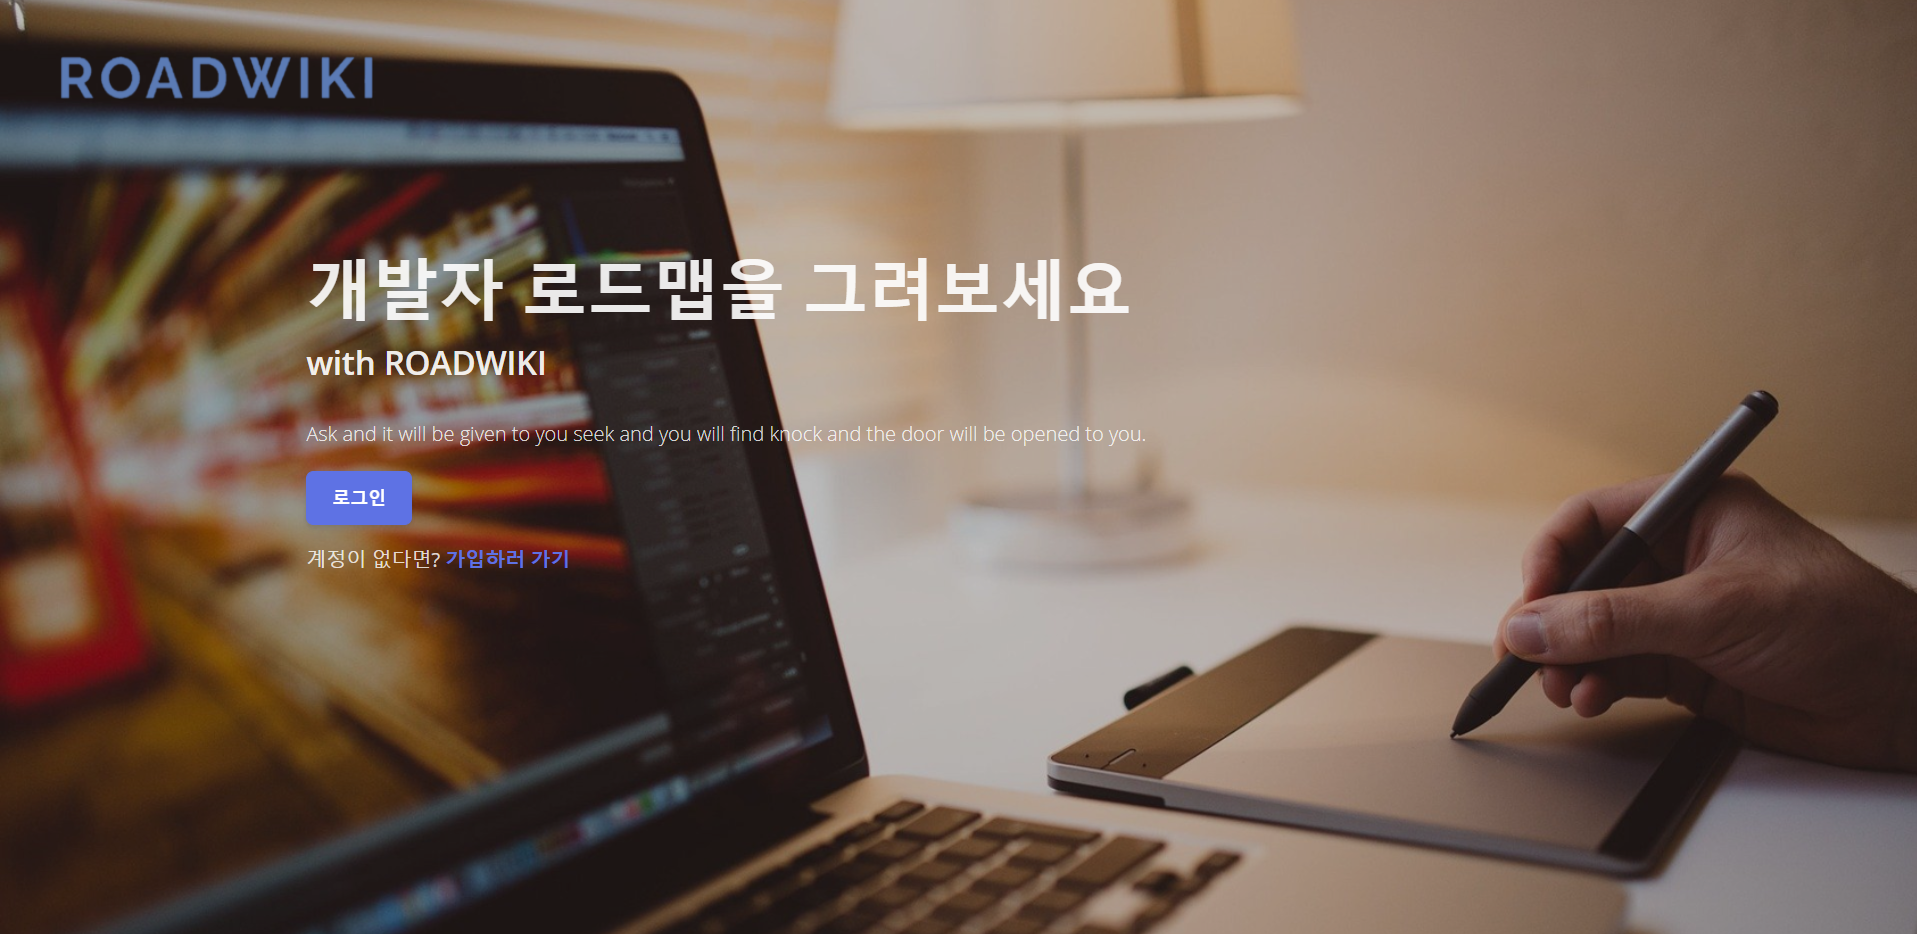 ROADWIKI
개발자 로드맵을 그려보세요
with ROADWIKI
Ask and it will be given to you seek and you will find knock and the door will be opened to you.
로그인
계정이 없다면? 가입하러 가기